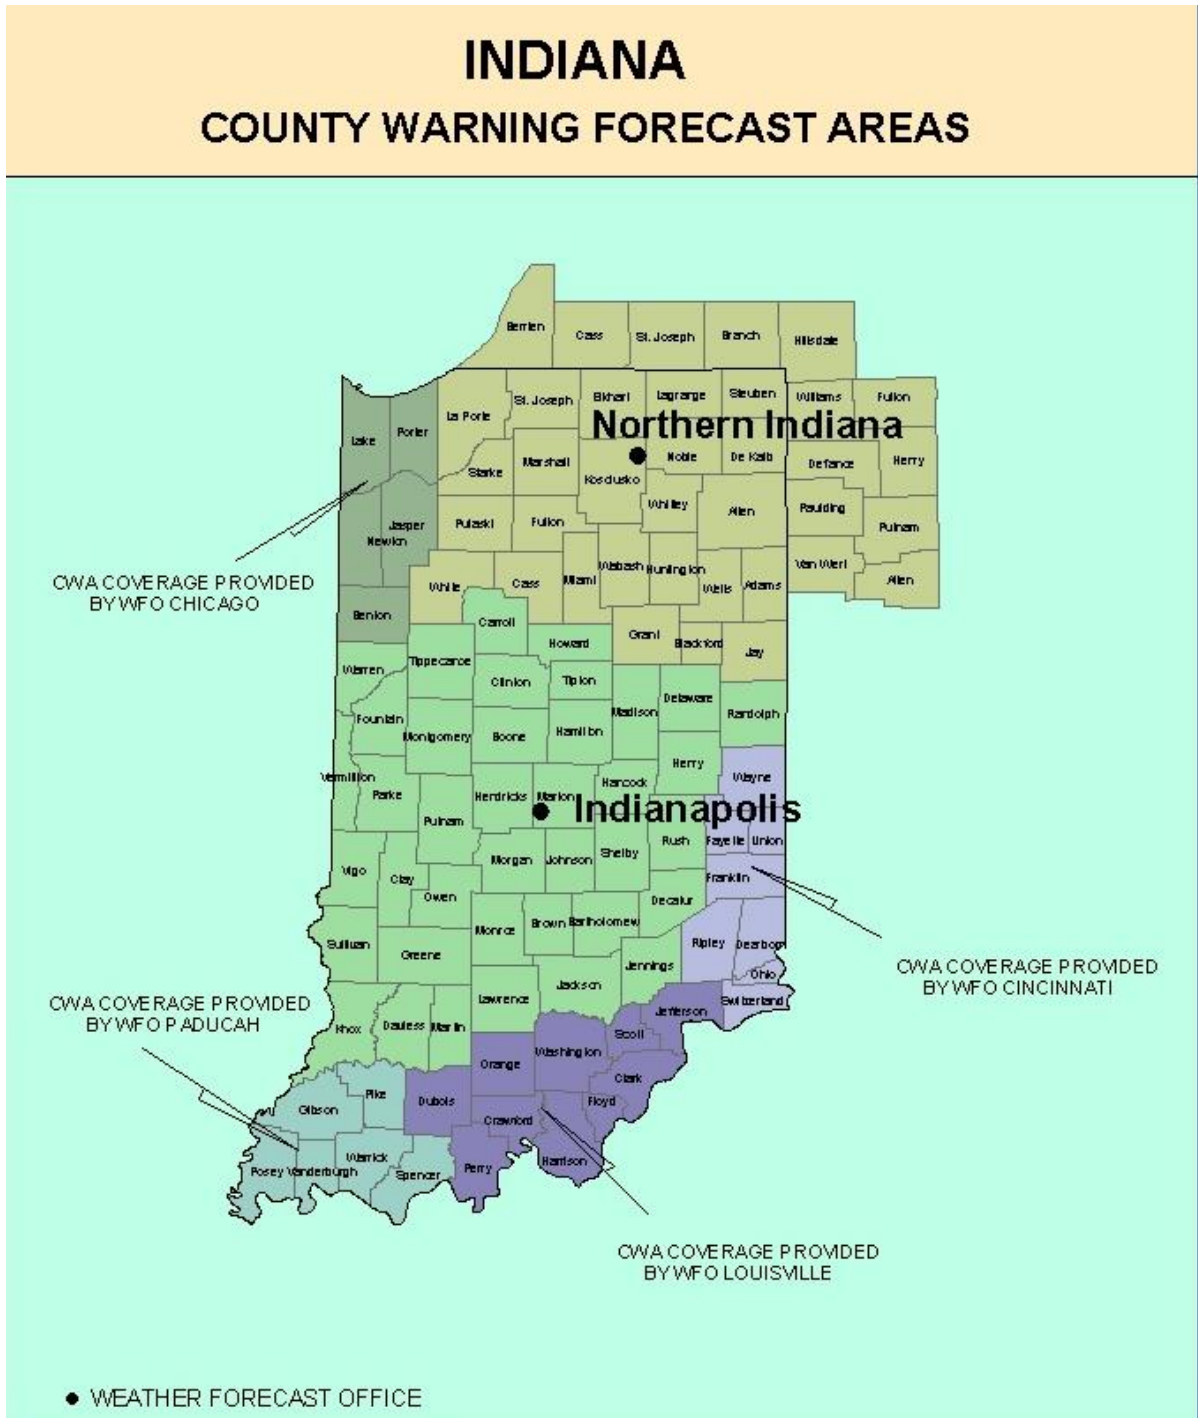 INDIANA
COUNTY WARNING FORECAST AREAS
Berrien
Cass
St. Joseph
Branch
Hillsdale
La Porte
St. Joseph
Elkhart
Lagrange
Steuben
Williams
Fulton
Northern Indiana
Lake
Porter
Starke
Marshall
Kosciusko
Noble
De Kalb
Defiance
Henry
Newton
Jasper
Pulaski
Fulton
Whitley
Allen
Paulding
Putnam
CWA COVERAGE PROVIDED
BY WFO CHICAGO
White
Cass
Miami
Wabash
Huntington
Wells
Adams
Van Wert
Allen
Benton
Carroll
Howard
Grant
Blackford
Jay
Warren
Tippecanoe
Clinton
Tipton
Madison
Delaware
Randolph
Fountain
Montgomery
Boone
Hamilton
Henry
Wayne
Vermillion
Parke
Putnam
Hendricks
Marion
Hancock
Indianapolis
Vigo
Clay
Owen
Morgan
Johnson
Shelby
Rush
Fayette
Union
Franklin
Decatur
Sullivan
Greene
Monroe
Brown
Bartholomew
Jennings
Ripley
Dearborn
Ohio
Switzerland
CWA COVERAGE PROVIDED
BY WFO CINCINNATI
CWA COVERAGE PROVIDED
BY WFO PADUCAH
Knox
Daviess
Martin
Lawrence
Jackson
Jefferson
Scott
Orange
Washington
Clark
Gibson
Pike
Dubois
Crawford
Floyd
Posey
Vanderburgh
Warrick
Spencer
Perry
Harrison
CWA COVERAGE PROVIDED
BY WFO LOUISVILLE
WEATHER FORECAST OFFICE